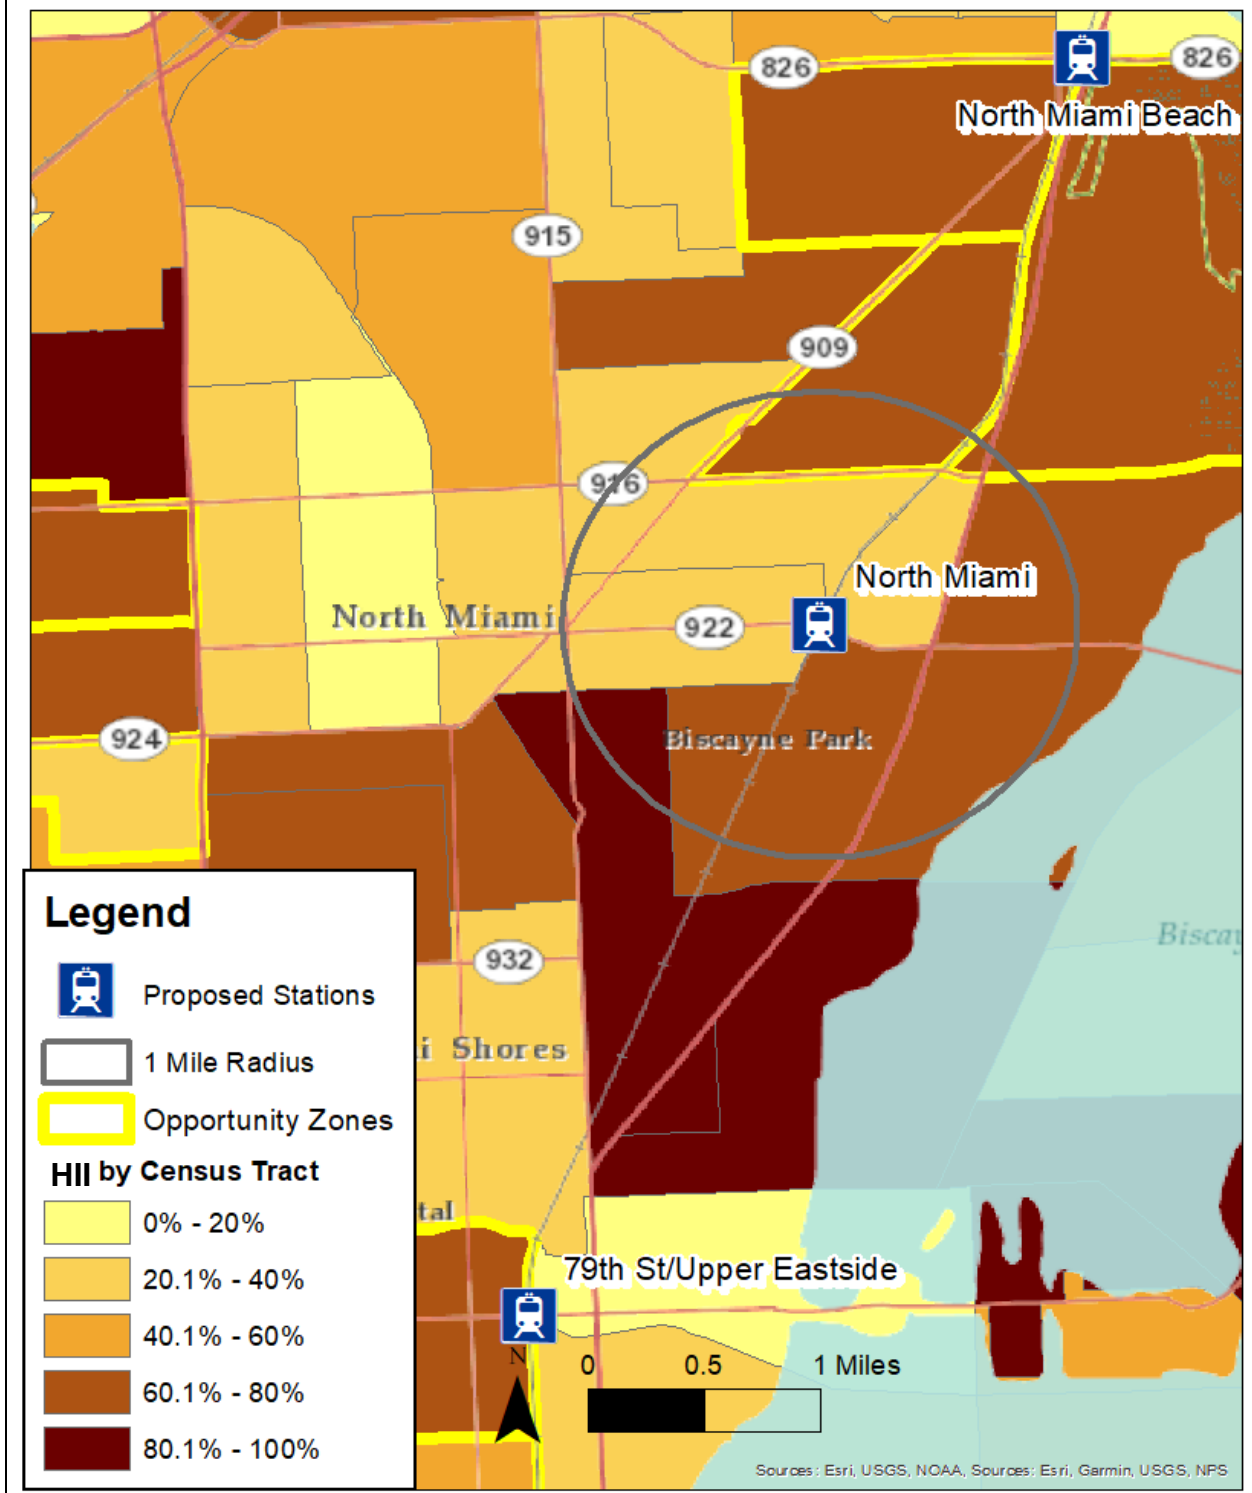 826
826
North Miami Beach
915
909
916
North Miami
North Miami
922
924
Biscayne Park
932
i Shores
tal
79th St/Upper Eastside
N
0 0.5 1 Miles
Legend
Proposed Stations
1 Mile Radius
Opportunity Zones
HII by Census Tract
0% - 20%
20.1% - 40%
40.1% - 60%
60.1% - 80%
80.1% - 100%
Sources: Esri, USGS, NOAA, Sources: Esri, Garmin, USGS, NPS